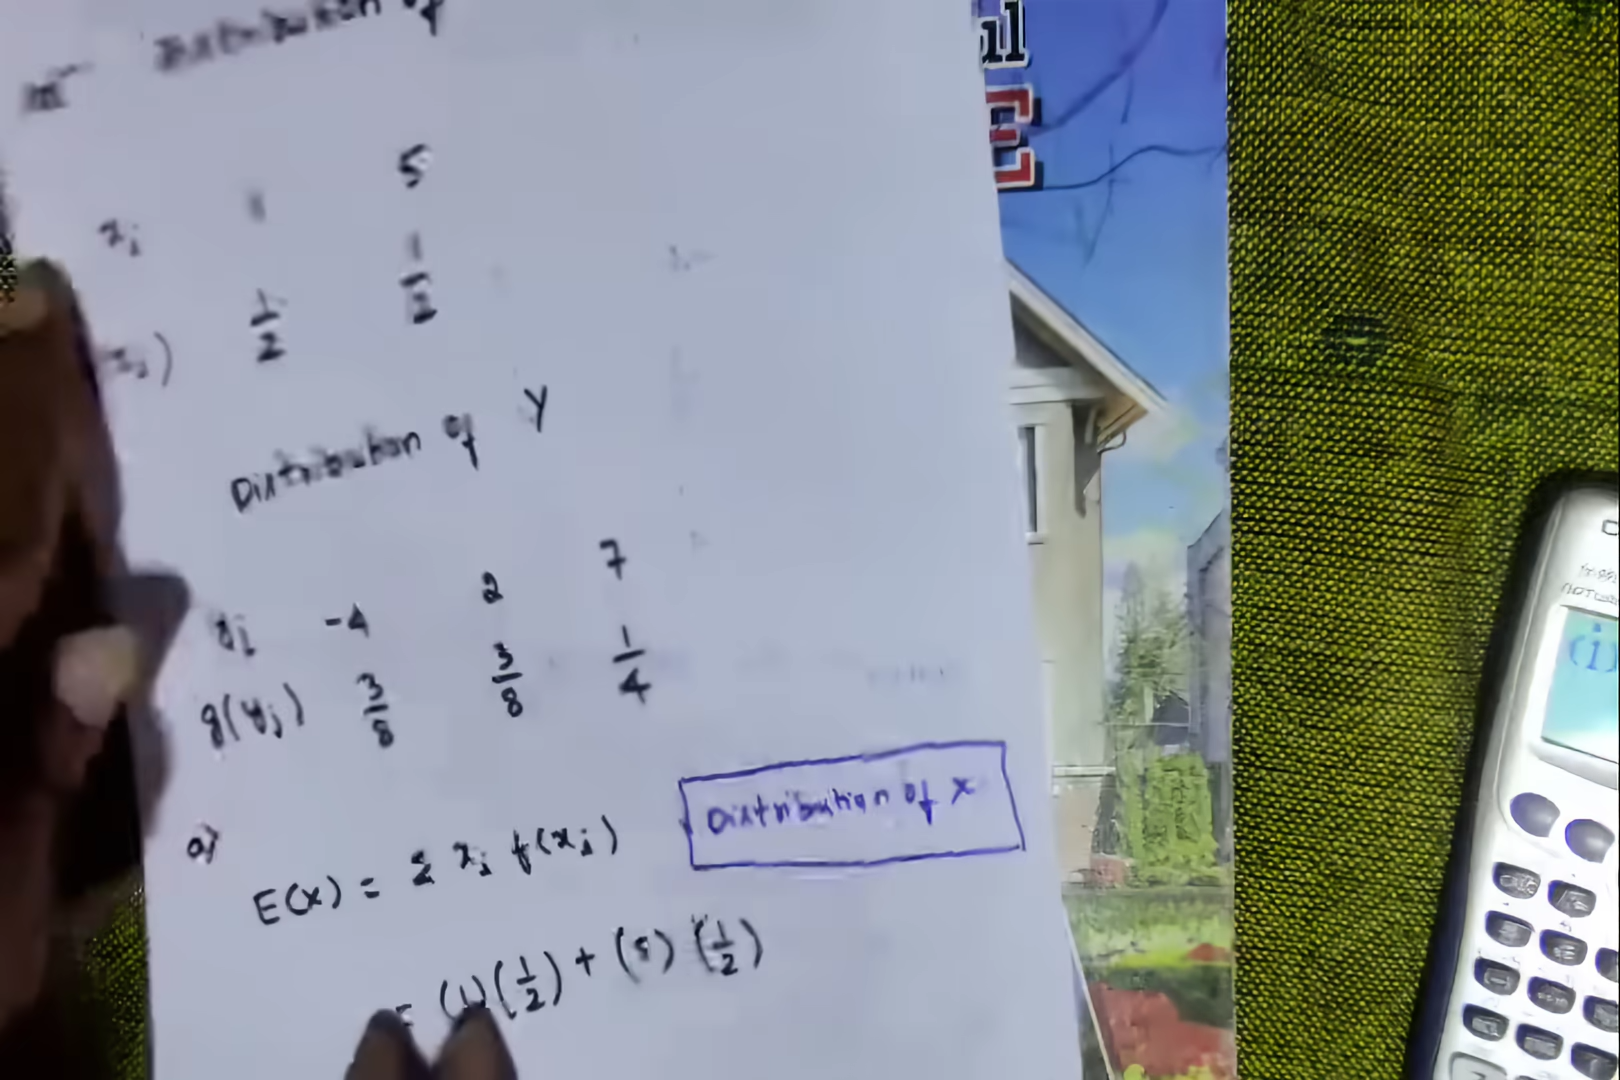 Distribution of
xi 1 5
xi) 1/2 1/2
Distribution of Y
yj -4 2 7
g(yj) 3/8 3/8 1/4
a)
E(x) = Σ xi f(xi)
Distribution of x
= (1)(1/2) + (5)(1/2)
E
(i)